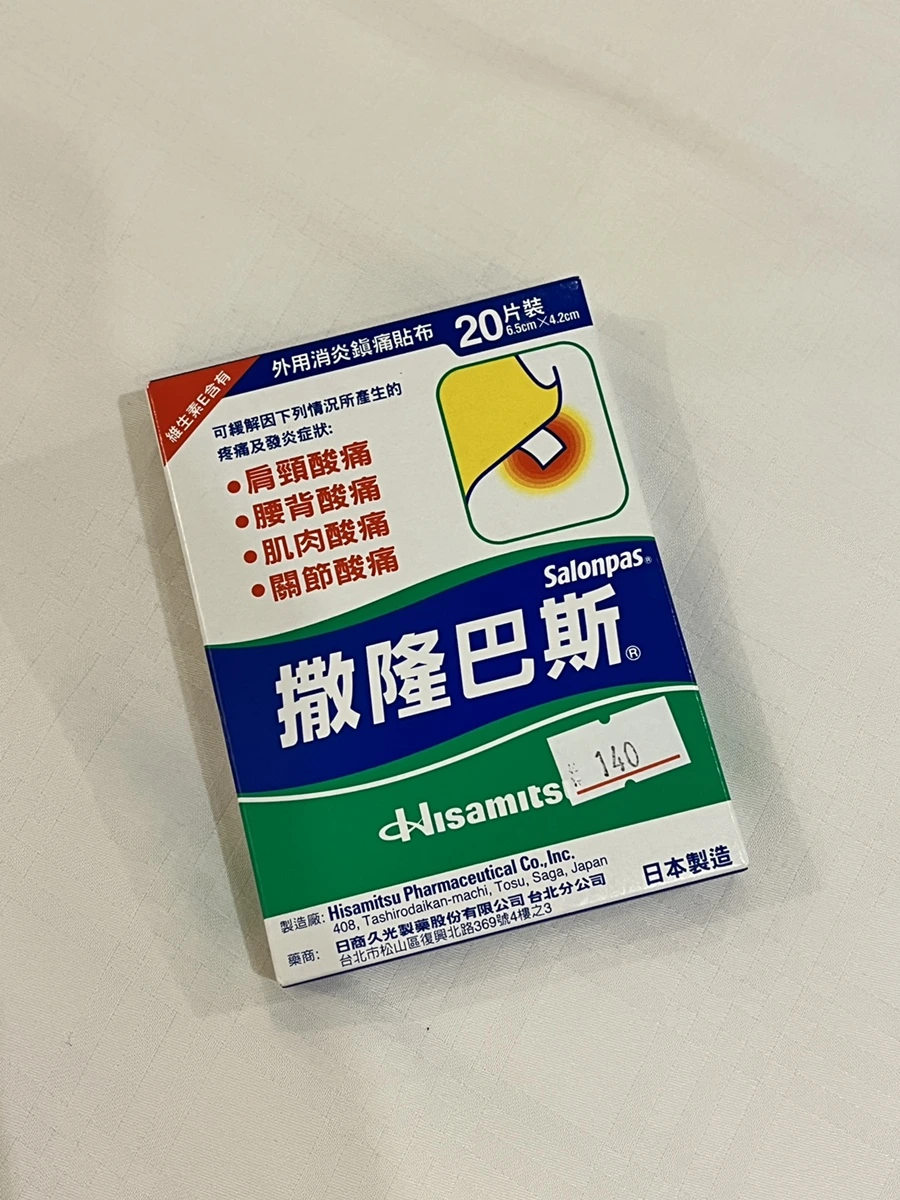 維生素E含有
外用消炎鎮痛貼布
20片裝
6.5cm×4.2cm
可緩解因下列情況所產生的
疼痛及發炎症狀:
•肩頸酸痛
•腰背酸痛
•肌肉酸痛
•關節酸痛
Salonpas®
撒隆巴斯®
140
Hisamits
製造廠: Hisamitsu Pharmaceutical Co., Inc.
408, Tashirodaikan-machi, Tosu, Saga, Japan
藥商: 日商久光製藥股份有限公司台北分公司
台北市松山區復興北路369號4樓之3
日本製造